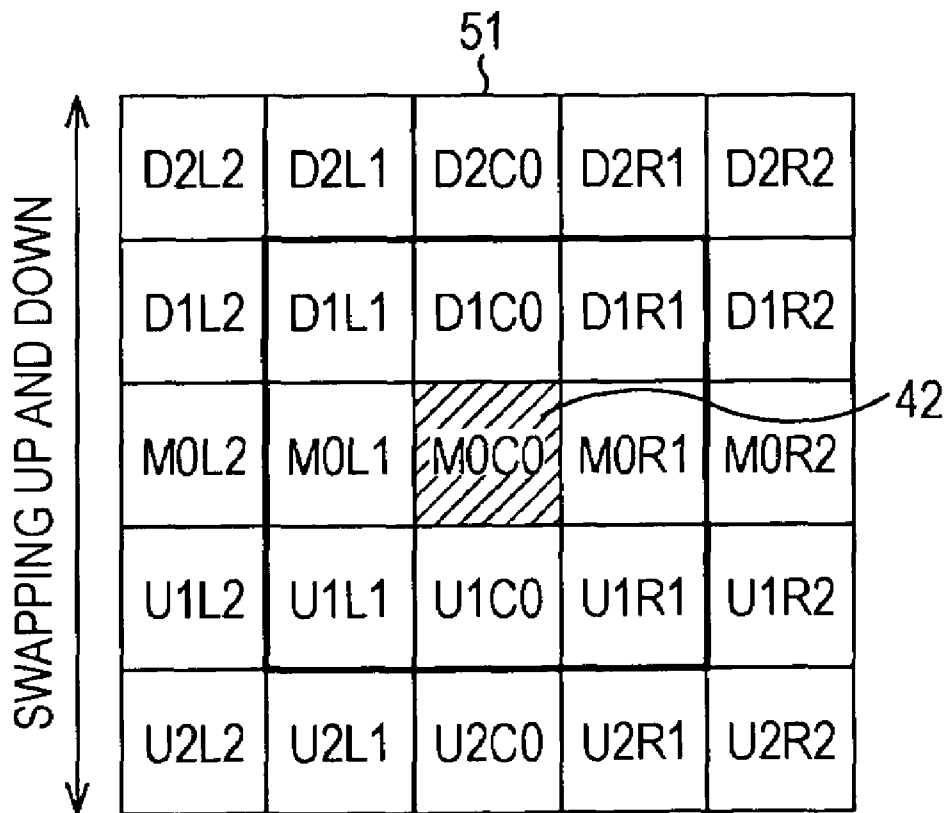 51
SWAPPING UP AND DOWN
D2L2 D2L1 D2C0 D2R1 D2R2
D1L2 D1L1 D1C0 D1R1 D1R2
M0L2 M0L1 M0C0 M0R1 M0R2
42
U1L2 U1L1 U1C0 U1R1 U1R2
U2L2 U2L1 U2C0 U2R1 U2R2